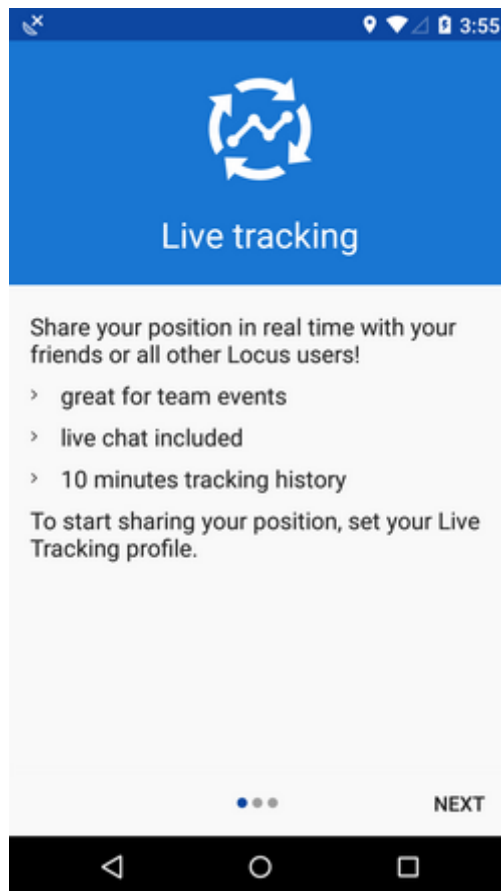 3:55
Live tracking
Share your position in real time with your
friends or all other Locus users!
great for team events
live chat included
10 minutes tracking history
To start sharing your position, set your Live
Tracking profile.
NEXT